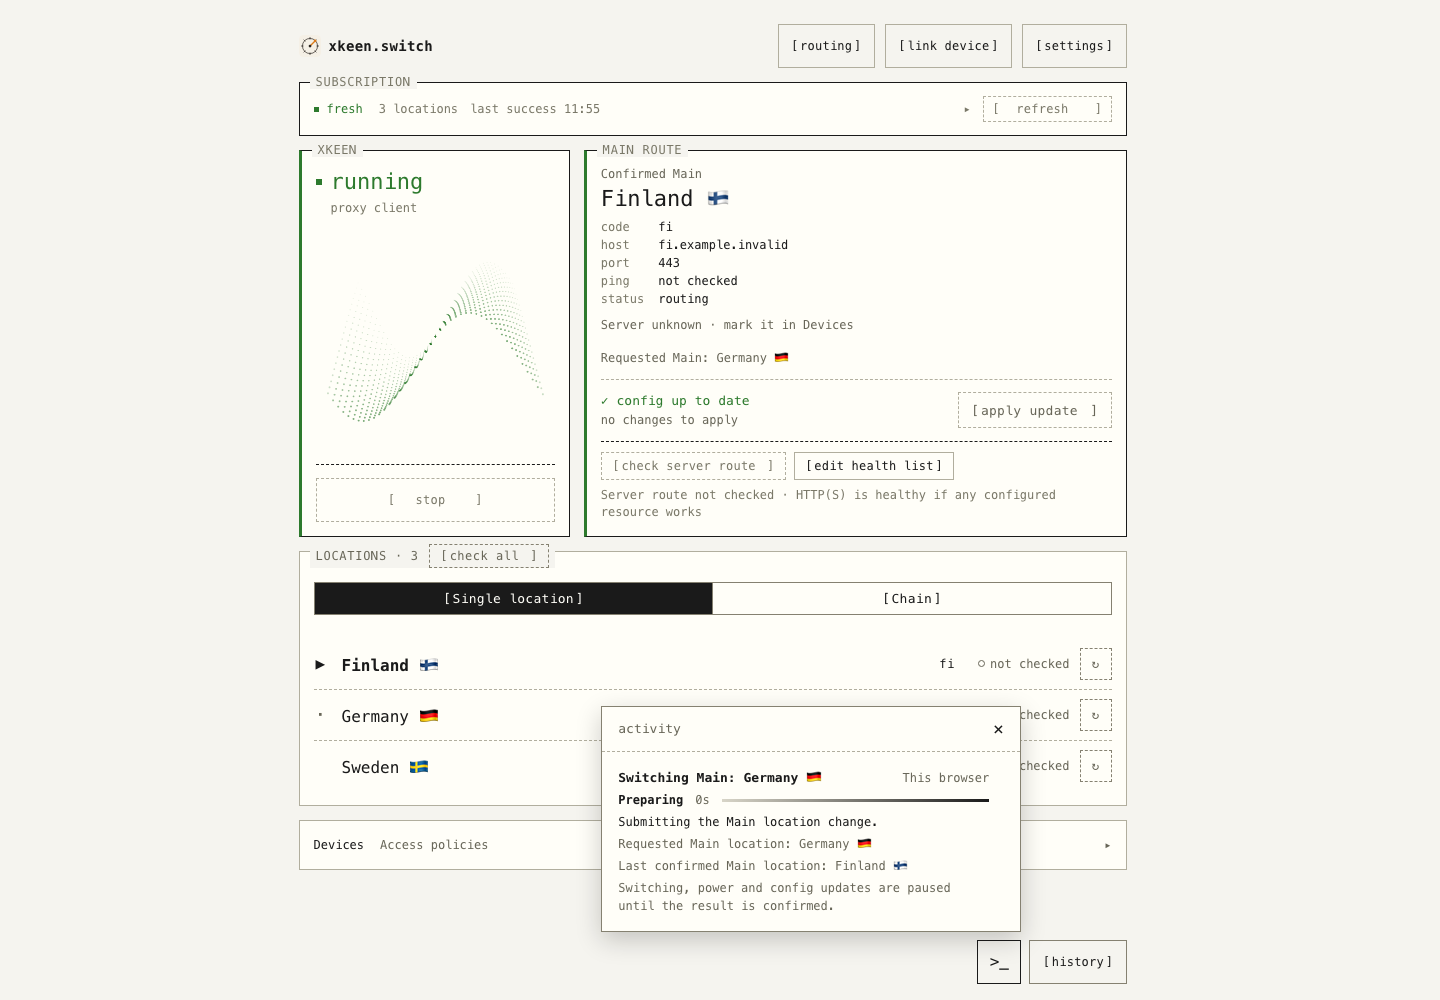 xkeen.switch
[routing] [link device] [settings]
SUBSCRIPTION
fresh 3 locations last success 11:55 ▸ [ refresh ]
XKEEN
running
proxy client
[ stop ]
MAIN ROUTE
Confirmed Main
Finland 🇫🇮
code fi
host fi.example.invalid
port 443
ping not checked
status routing
Server unknown · mark it in Devices
Requested Main: Germany 🇩🇪
✓ config up to date
no changes to apply
[apply update ]
[check server route ] [edit health list]
Server route not checked · HTTP(S) is healthy if any configured
resource works
LOCATIONS · 3 [check all ]
[Single location] [Chain]
▶ Finland 🇫🇮 fi ○ not checked ↻
· Germany 🇩🇪 checked ↻
Sweden 🇸🇪 checked ↻
Devices Access policies ▸
activity ×
Switching Main: Germany 🇩🇪 This browser
Preparing 0s
Submitting the Main location change.
Requested Main location: Germany 🇩🇪
Last confirmed Main location: Finland 🇫🇮
Switching, power and config updates are paused
until the result is confirmed.
>_ [history]